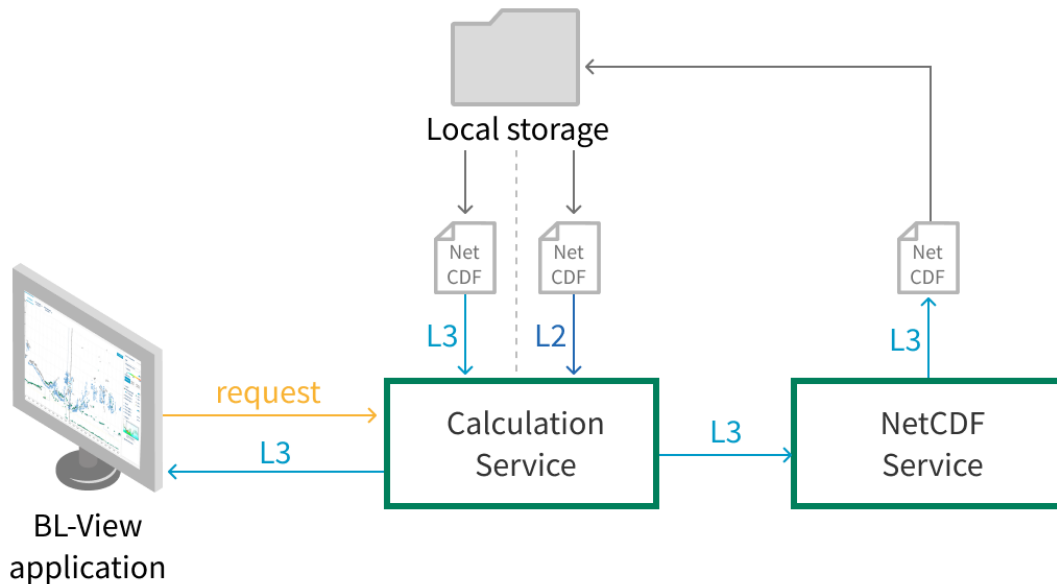 Local storage
Net
CDF
Net
CDF
Net
CDF
L3
L2
L3
request
L3
Calculation
Service
L3
NetCDF
Service
BL-View
application